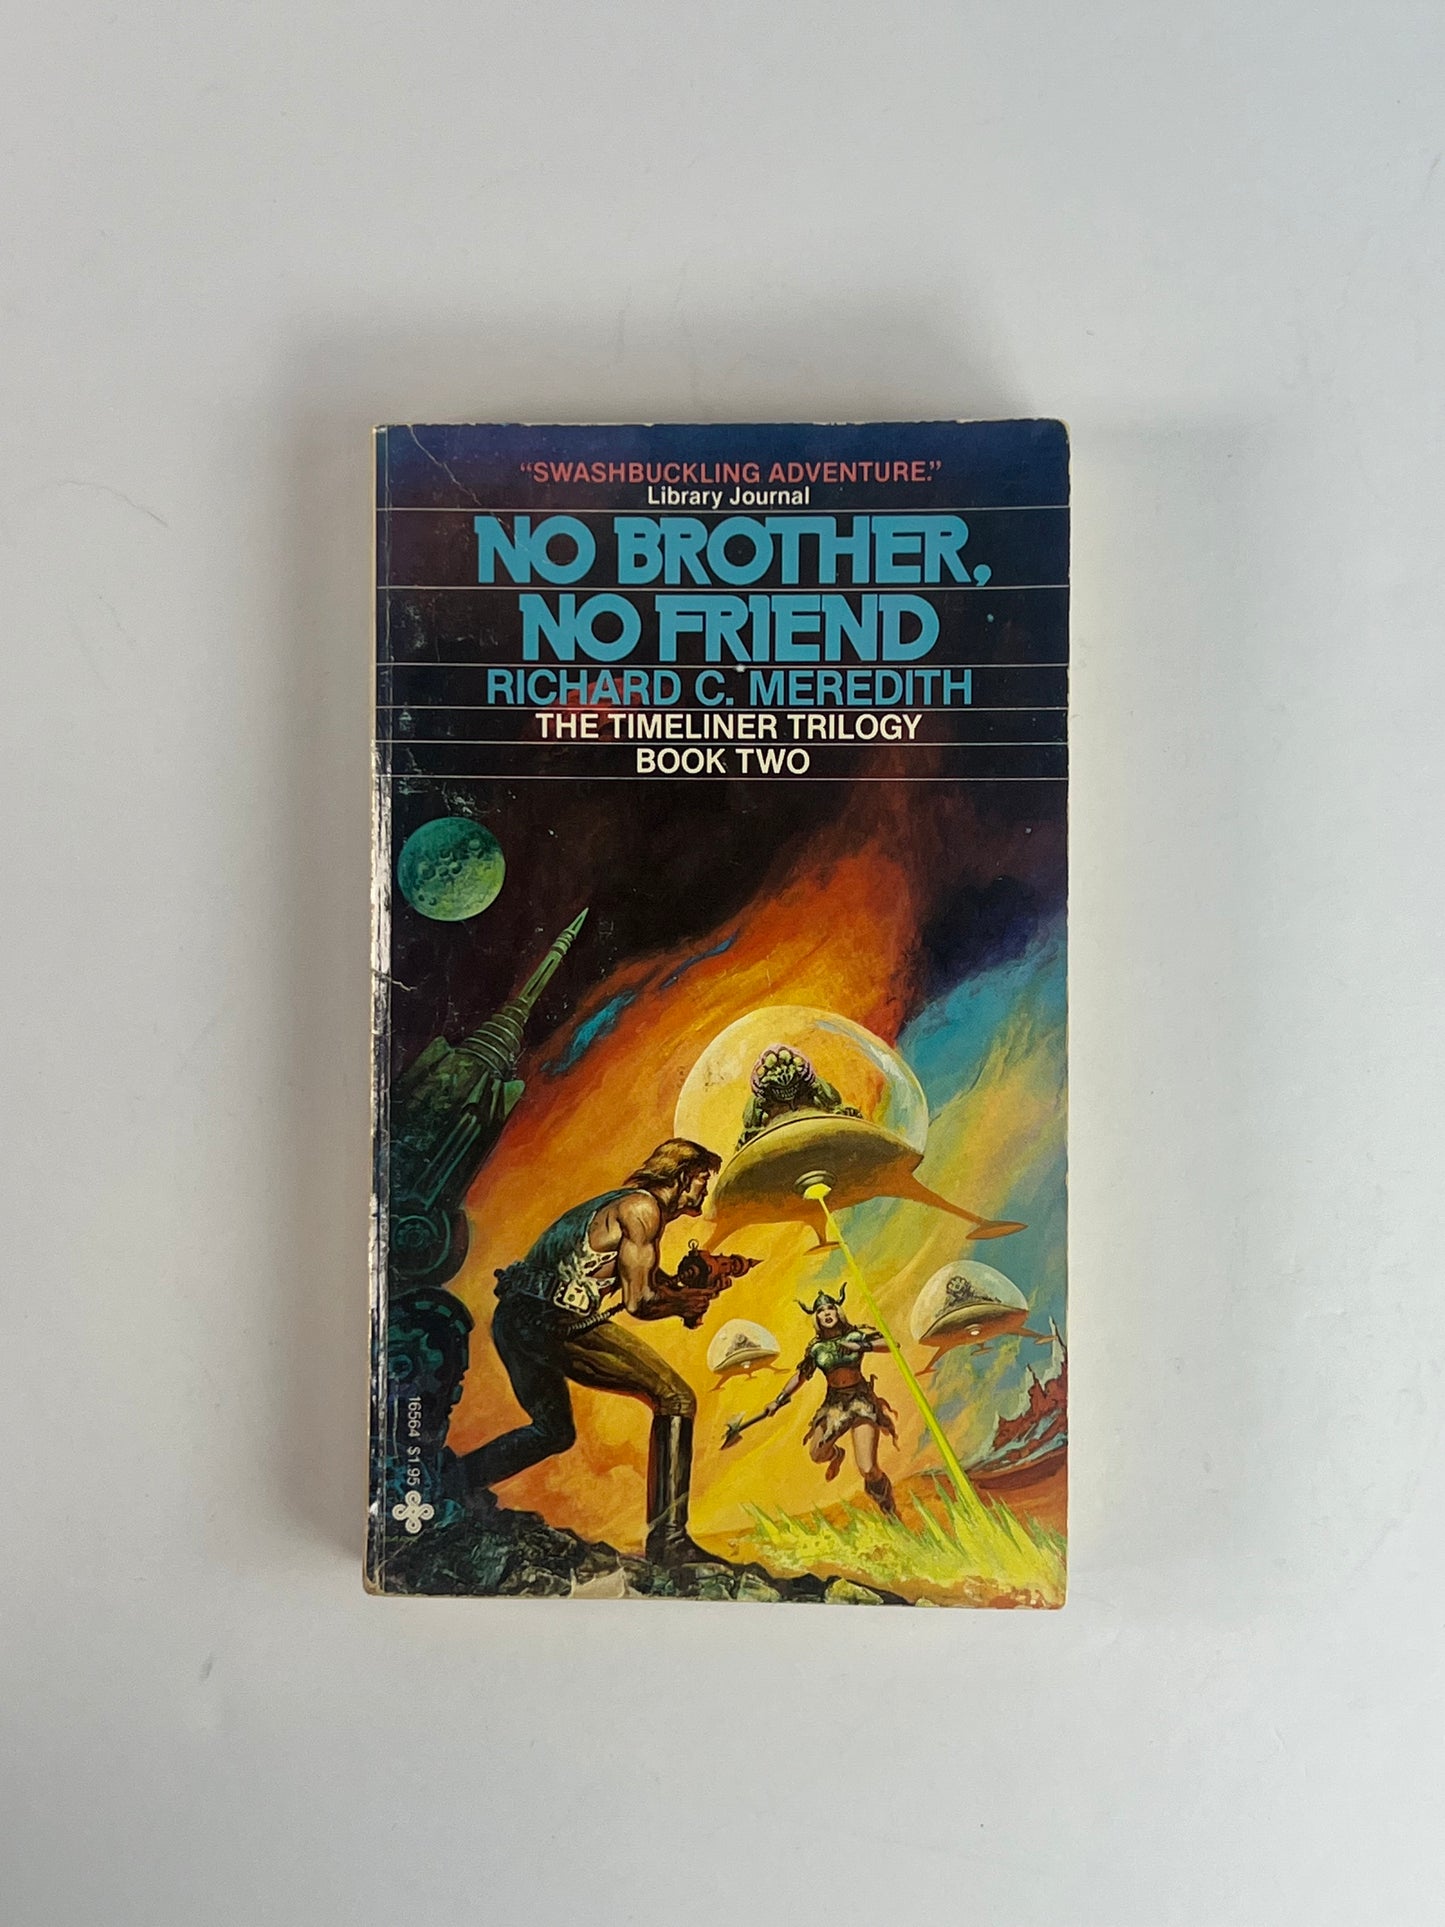 “SWASHBUCKLING ADVENTURE.”
Library Journal
NO BROTHER,
NO FRIEND
RICHARD C. MEREDITH
THE TIMELINER TRILOGY
BOOK TWO
16564 $1.95